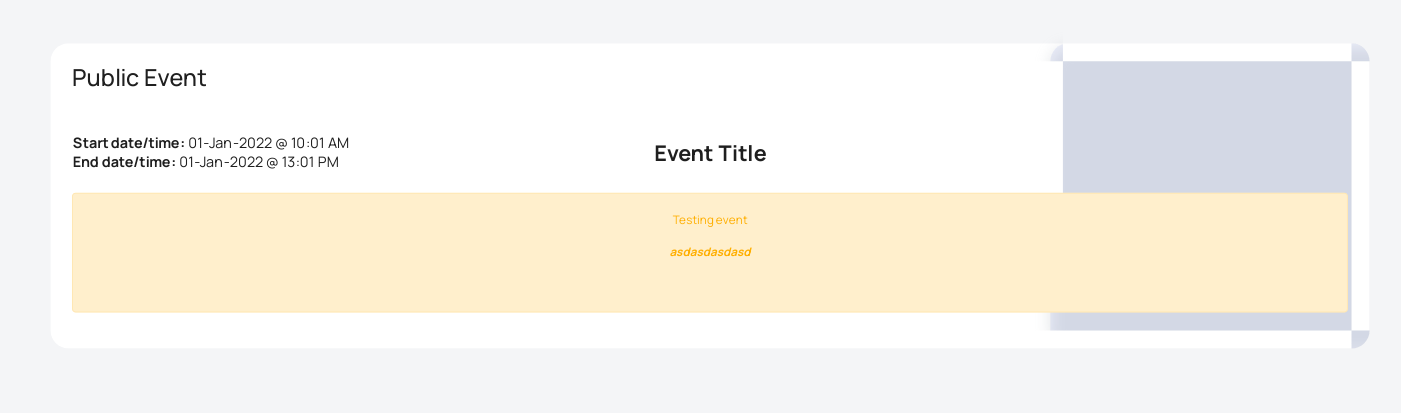 Public Event
Start date/time: 01-Jan-2022 @ 10:01 AM
End date/time: 01-Jan-2022 @ 13:01 PM
Event Title
Testing event
asdasdasdasd